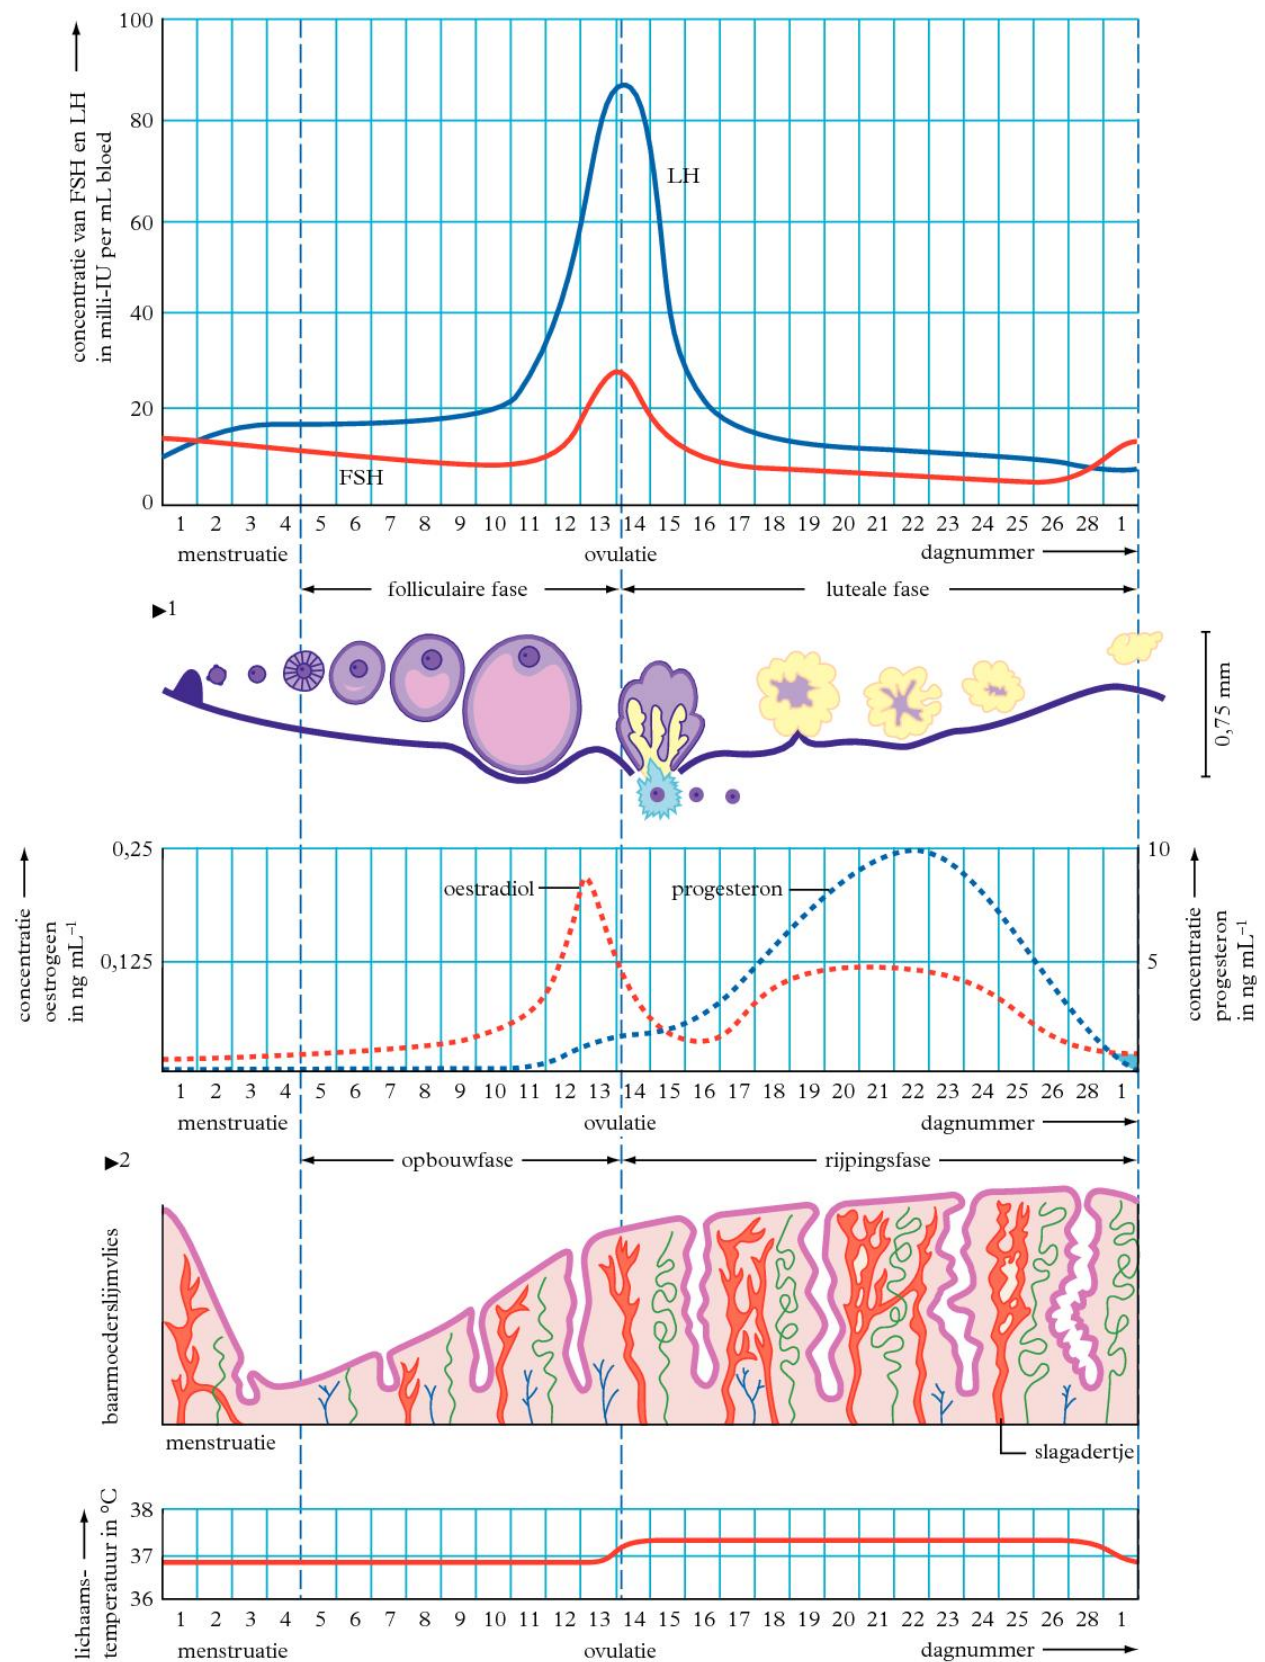 concentratie van FSH en LH
in milli-IU per mL bloed
100
80
60
40
20
0
LH
FSH
1 2 3 4 5 6 7 8 9 10 11 12 13 14 15 16 17 18 19 20 21 22 23 24 25 26 28 1
menstruatie ovulatie dagnummer
folliculaire fase luteale fase
▶1
0,75 mm
concentratie
oestrogeen
in ng mL⁻¹
0,25
0,125
oestradiol
progesteron
10
5
concentratie
progesteron
in ng mL⁻¹
1 2 3 4 5 6 7 8 9 10 11 12 13 14 15 16 17 18 19 20 21 22 23 24 25 26 28 1
menstruatie ovulatie dagnummer
▶2
opbouwfase rijpingsfase
baarmoederslijmvlies
menstruatie
slagadertje
lichaams-
temperatuur in °C
38
37
36
1 2 3 4 5 6 7 8 9 10 11 12 13 14 15 16 17 18 19 20 21 22 23 24 25 26 28 1
menstruatie ovulatie dagnummer